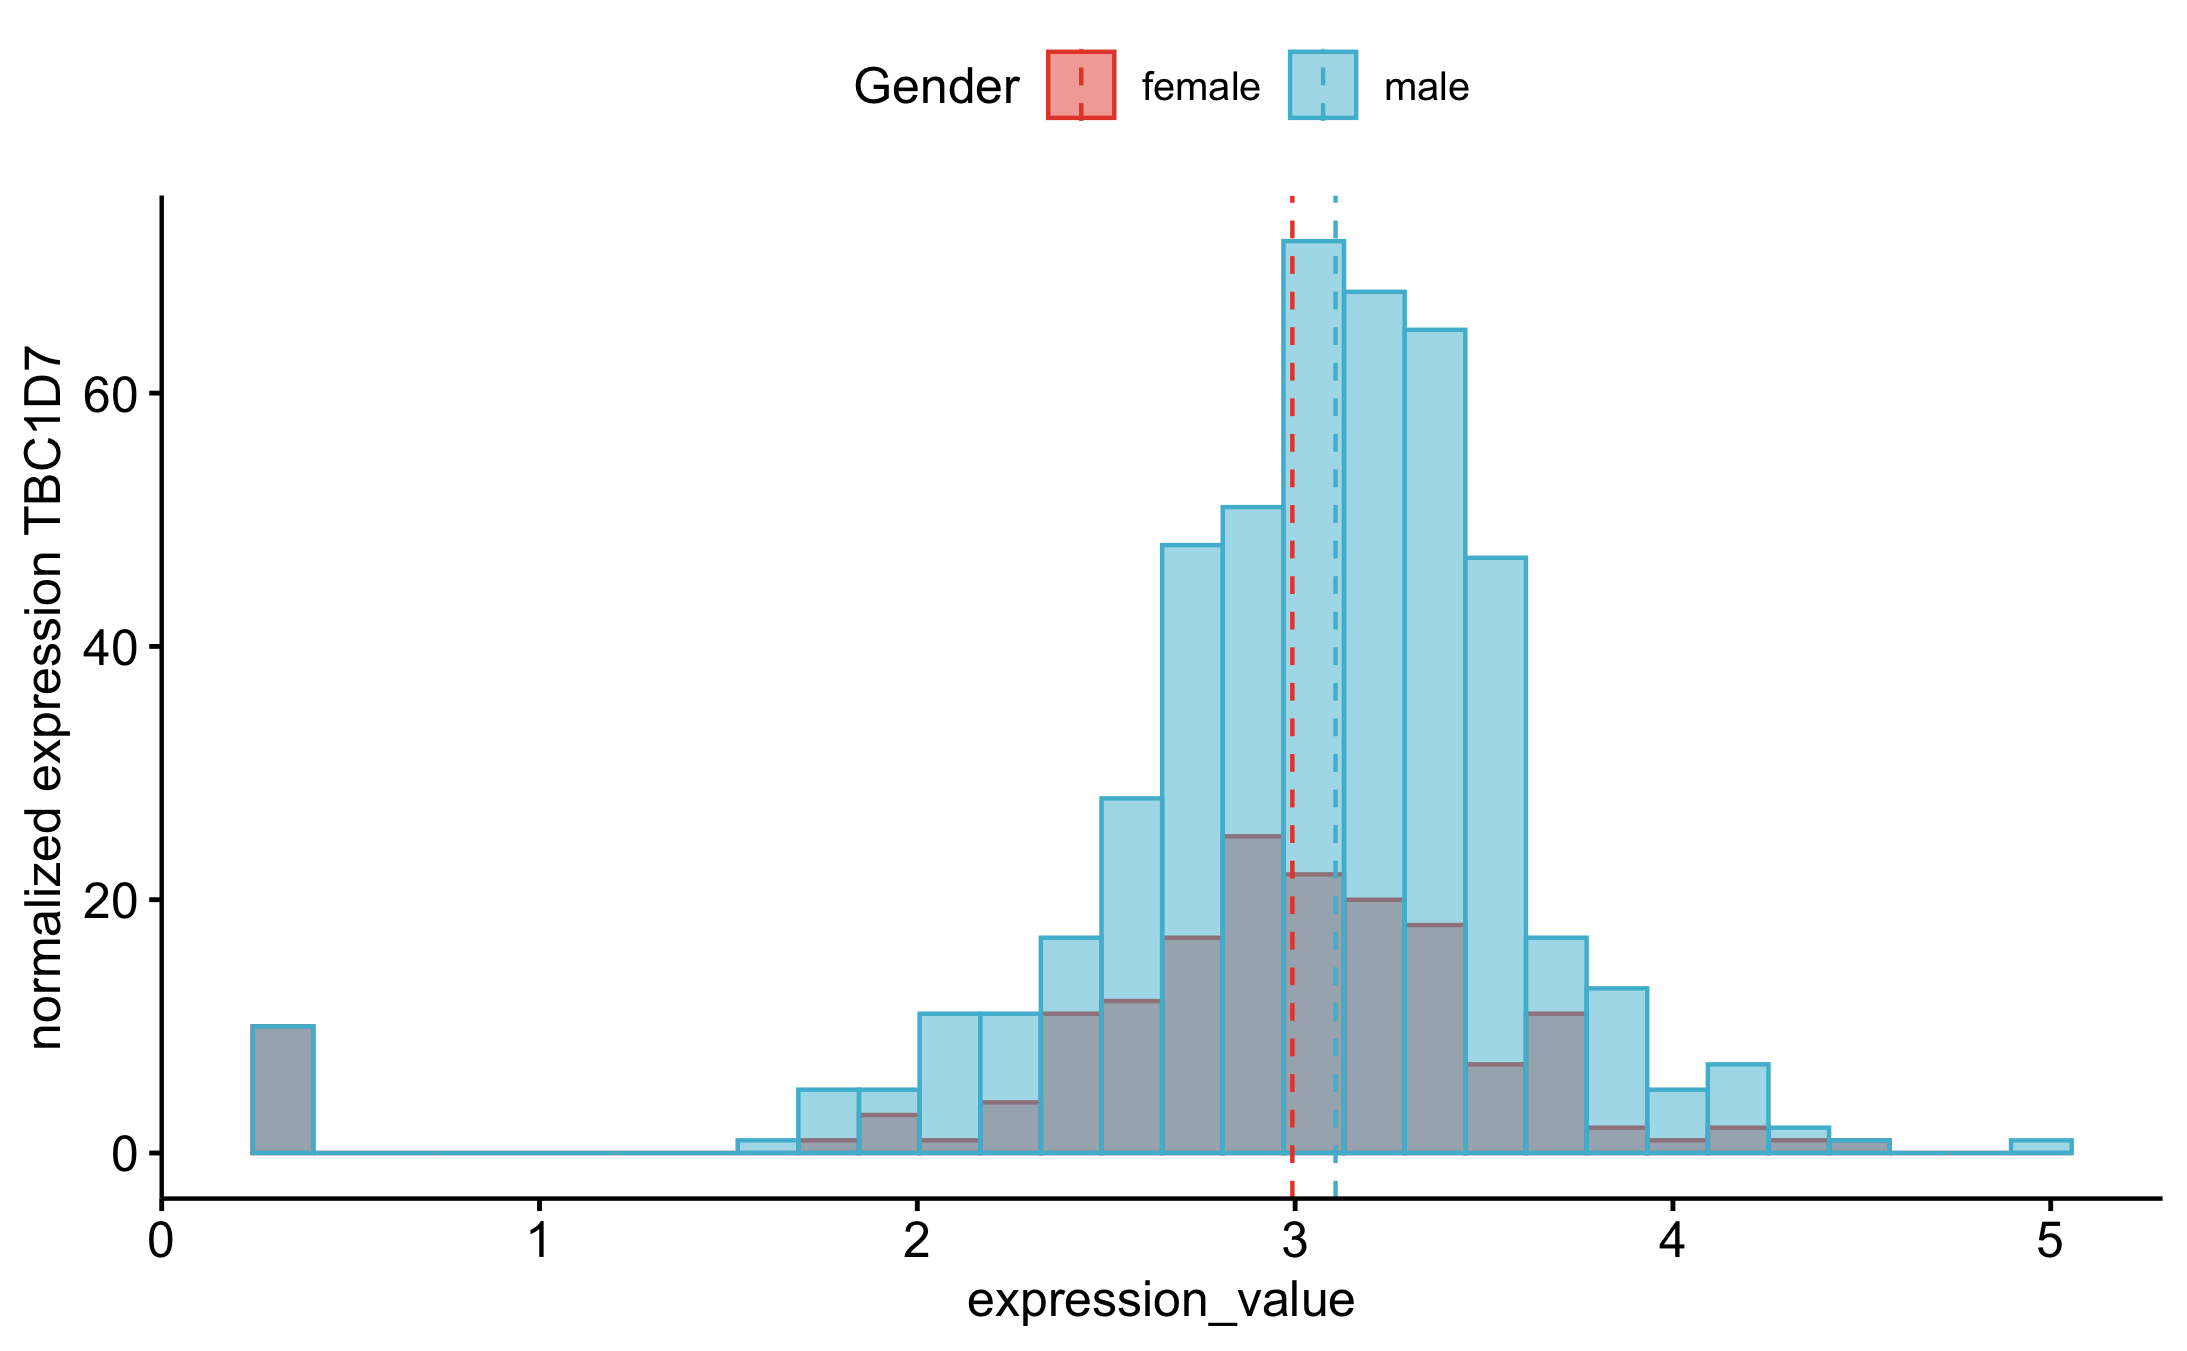 Gender female male
normalized expression TBC1D7
60
40
20
0
0 1 2 3 4 5
expression_value